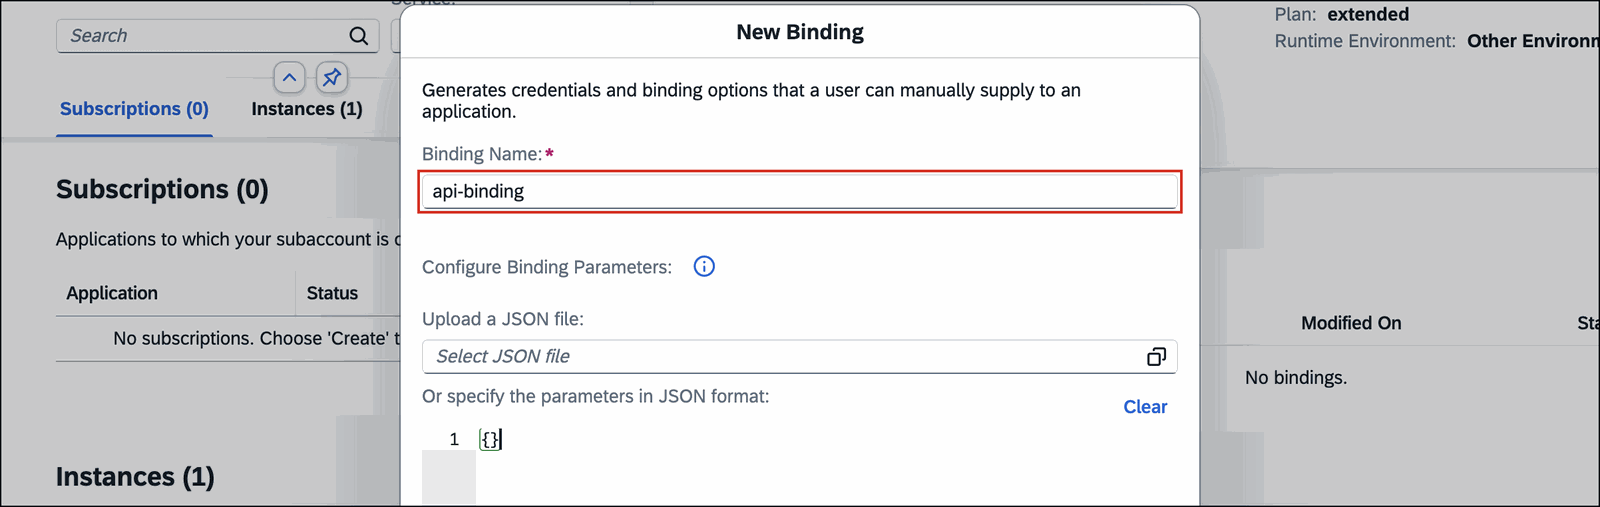 Search
Subscriptions (0)
Instances (1)
Subscriptions (0)
Applications to which your subaccount is
Application
Status
No subscriptions. Choose 'Create'
Instances (1)
New Binding
Generates credentials and binding options that a user can manually supply to an
application.
Binding Name:*
api-binding
Configure Binding Parameters:
Upload a JSON file:
Select JSON file
Or specify the parameters in JSON format:
Clear
1 {}
Plan: extended
Runtime Environment: Other
Modified On
No bindings.